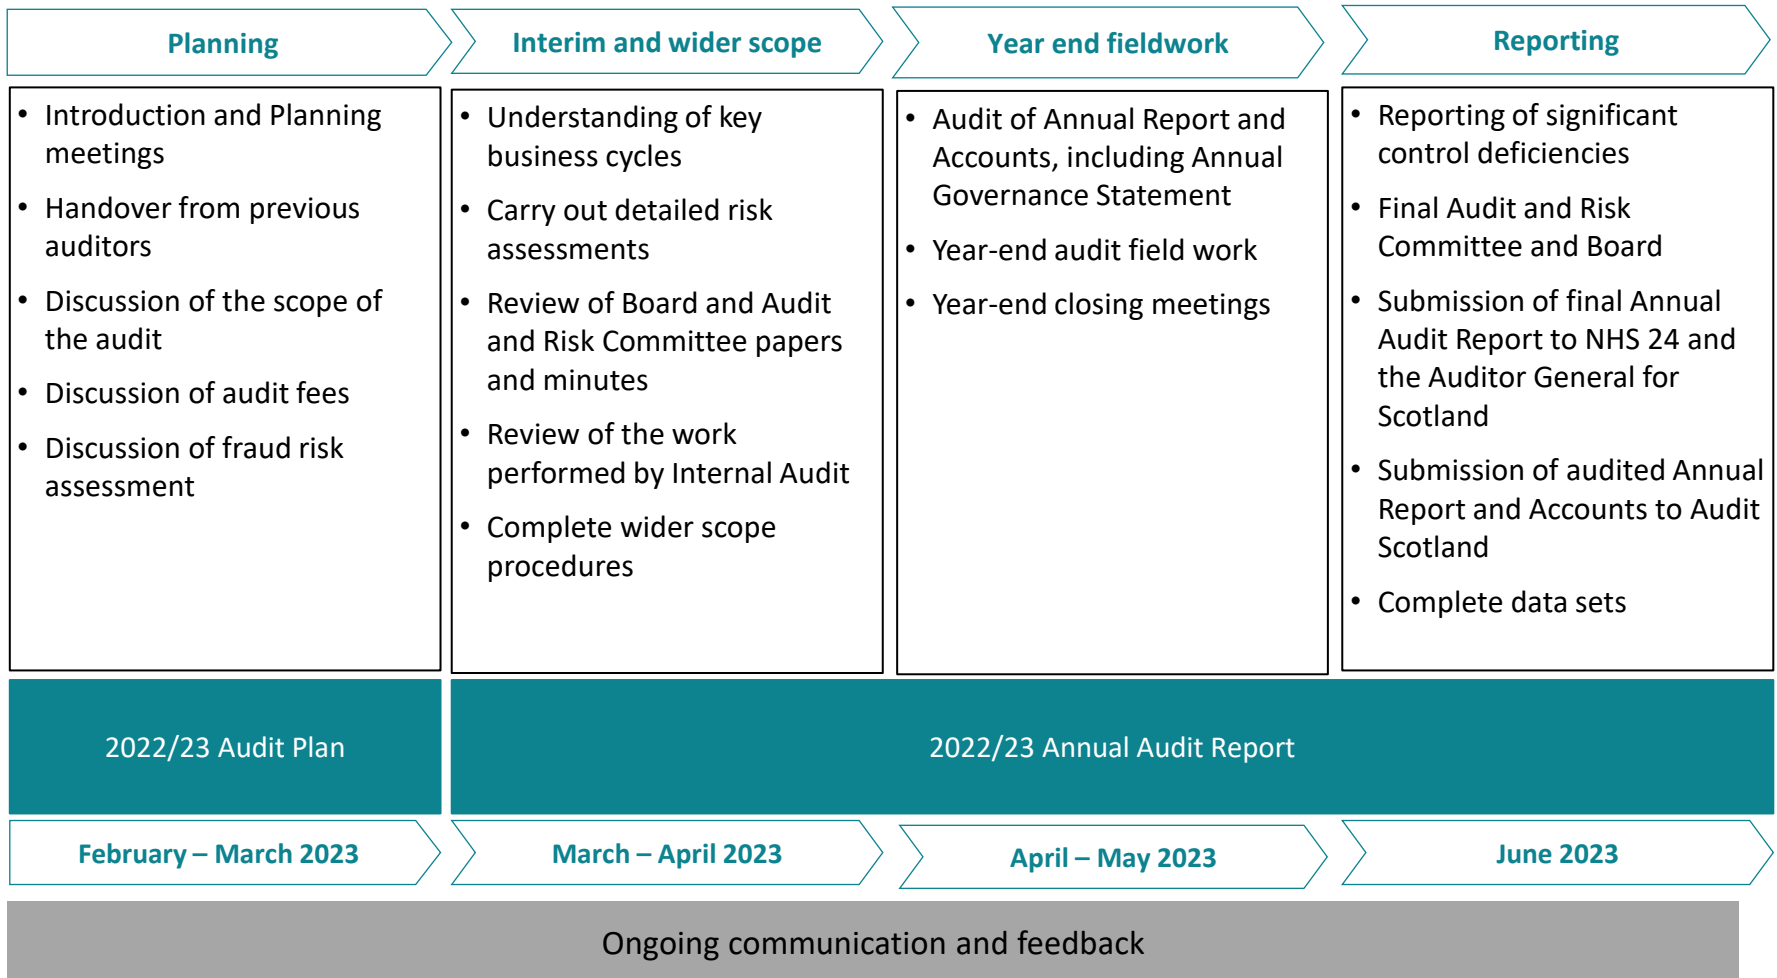 Planning
Interim and wider scope
Year end fieldwork
Reporting
• Introduction and Planning
meetings
• Handover from previous
auditors
• Discussion of the scope of
the audit
• Discussion of audit fees
• Discussion of fraud risk
assessment
• Understanding of key
business cycles
• Carry out detailed risk
assessments
• Review of Board and Audit
and Risk Committee papers
and minutes
• Review of the work
performed by Internal Audit
• Complete wider scope
procedures
• Audit of Annual Report and
Accounts, including Annual
Governance Statement
• Year-end audit field work
• Year-end closing meetings
• Reporting of significant
control deficiencies
• Final Audit and Risk
Committee and Board
• Submission of final Annual
Audit Report to NHS 24 and
the Auditor General for
Scotland
• Submission of audited Annual
Report and Accounts to Audit
Scotland
• Complete data sets
2022/23 Audit Plan
2022/23 Annual Audit Report
February – March 2023
March – April 2023
April – May 2023
June 2023
Ongoing communication and feedback